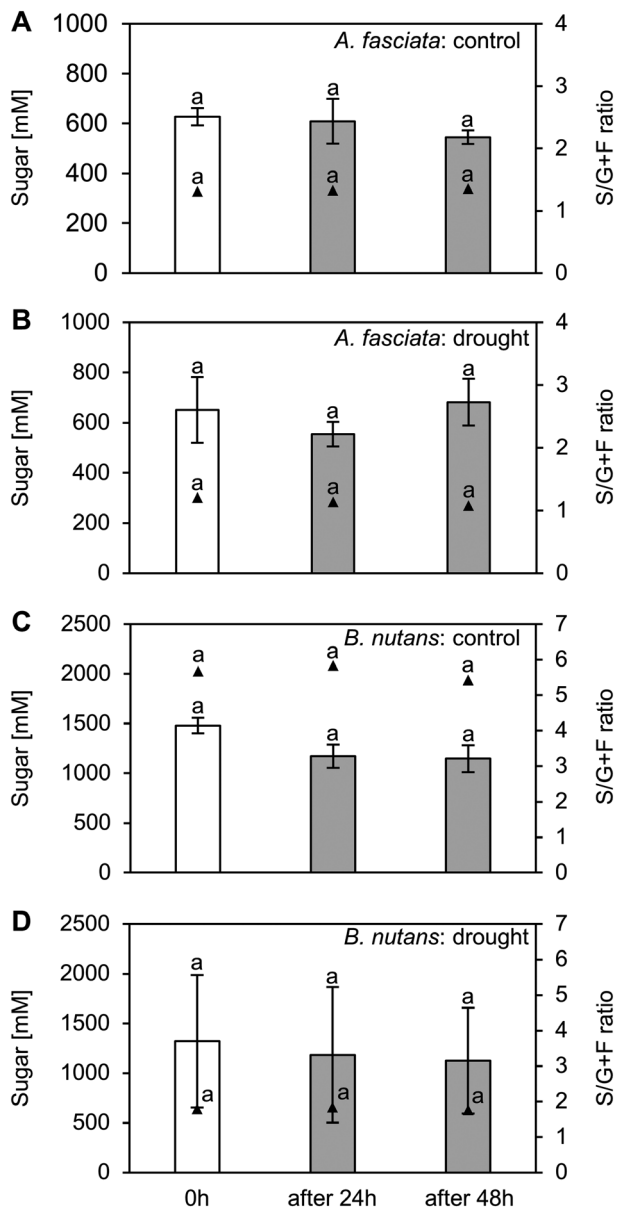 A
1000
800
600
400
200
0
Sugar [mM]
A. fasciata: control
a
a
a
a
a
a
4
3
2
1
0
S/G+F ratio
B
1000
800
600
400
200
0
Sugar [mM]
A. fasciata: drought
a
a
a
a
a
a
4
3
2
1
0
S/G+F ratio
C
2500
2000
1500
1000
500
0
Sugar [mM]
B. nutans: control
a
a
a
a
a
a
7
6
5
4
3
2
1
0
S/G+F ratio
D
2500
2000
1500
1000
500
0
Sugar [mM]
B. nutans: drought
a
a
a
a
a
a
7
6
5
4
3
2
1
0
S/G+F ratio
0h after 24h after 48h